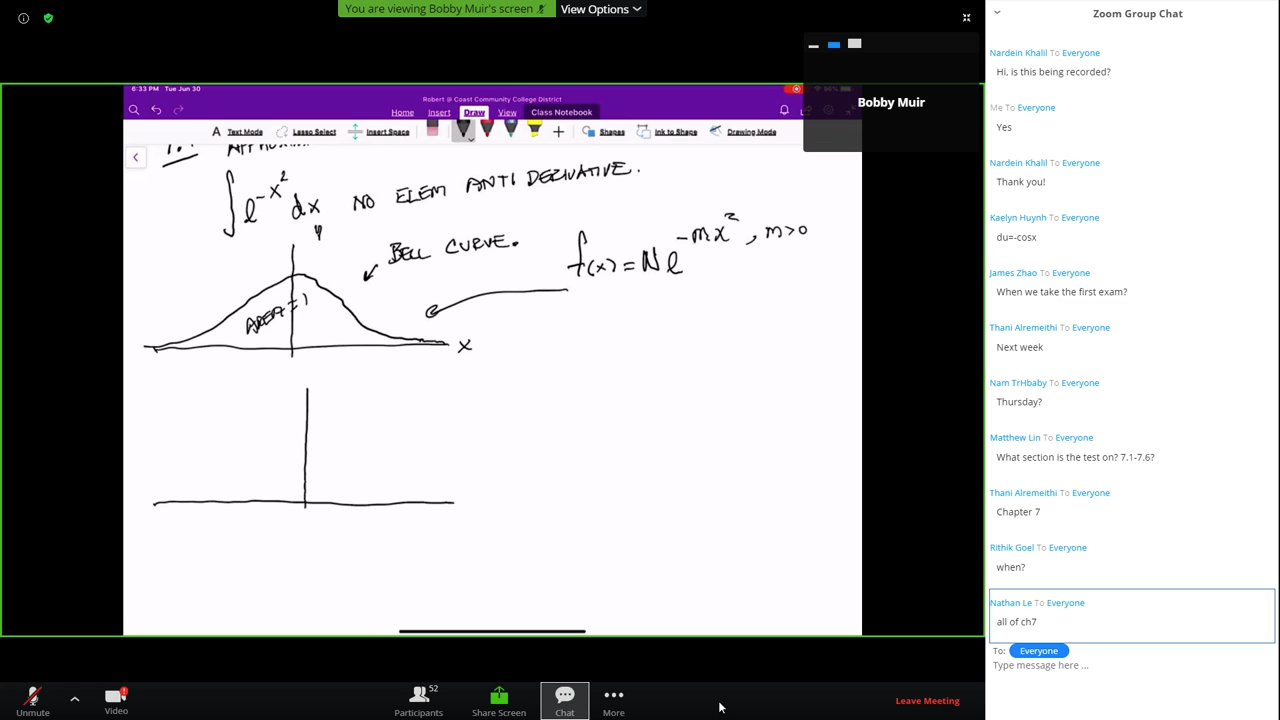 You are viewing Bobby Muir's screen
View Options
Zoom Group Chat
Nardein Khalil To Everyone
Hi, is this being recorded?
Me To Everyone
Yes
Nardein Khalil To Everyone
Thank you!
Kaelyn Huynh To Everyone
du=-cosx
James Zhao To Everyone
When we take the first exam?
Thani Alremeithi To Everyone
Next week
Nam TrHbaby To Everyone
Thursday?
Matthew Lin To Everyone
What section is the test on? 7.1-7.6?
Thani Alremeithi To Everyone
Chapter 7
Rithik Goel To Everyone
when?
Nathan Le To Everyone
all of ch7
To: Everyone
Type message here ...
Bobby Muir
6:33 PM Tue Jun 30
Robert @ Coast Community College District
Home Insert Draw View Class Notebook
Text Mode Lasso Select Insert Space Shapes Ink to Shape Drawing Mode
∫ e^-x² dx NO ELEM ANTI DERIVATIVE.
BELL CURVE.
f(x) = N e^-mx², m>0
AREA = 1
x
Unmute Video 52 Participants Share Screen Chat More Leave Meeting